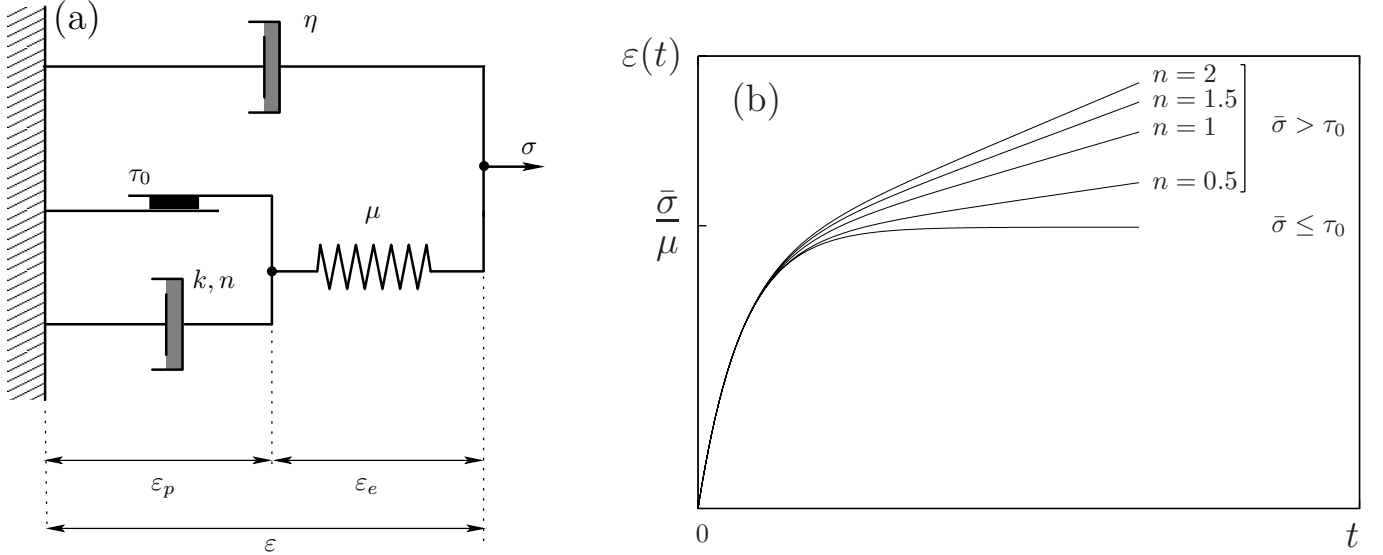 (a)
η
σ
τ₀
μ
k, n
εₚ
εₑ
ε
ε(t)
(b)
n = 2
n = 1.5
n = 1
n = 0.5
σ̄ > τ₀
σ̄ ≤ τ₀
σ̄/μ
0
t